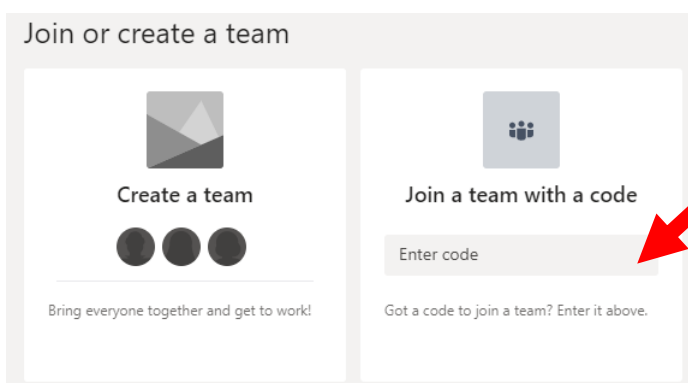 Join or create a team
Create a team
Bring everyone together and get to work!
Join a team with a code
Enter code
Got a code to join a team? Enter it above.